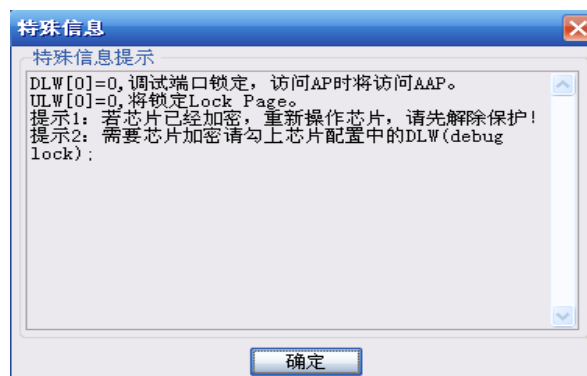 特殊信息
特殊信息提示
DLW[0]=0,调试端口锁定，访问AP时将访问AAP。
ULW[0]=0,将锁定Lock Page。
提示1：若芯片已经加密，重新操作芯片，请先解除保护！
提示2：需要芯片加密请勾上芯片配置中的DLW(debug
lock)；
确定